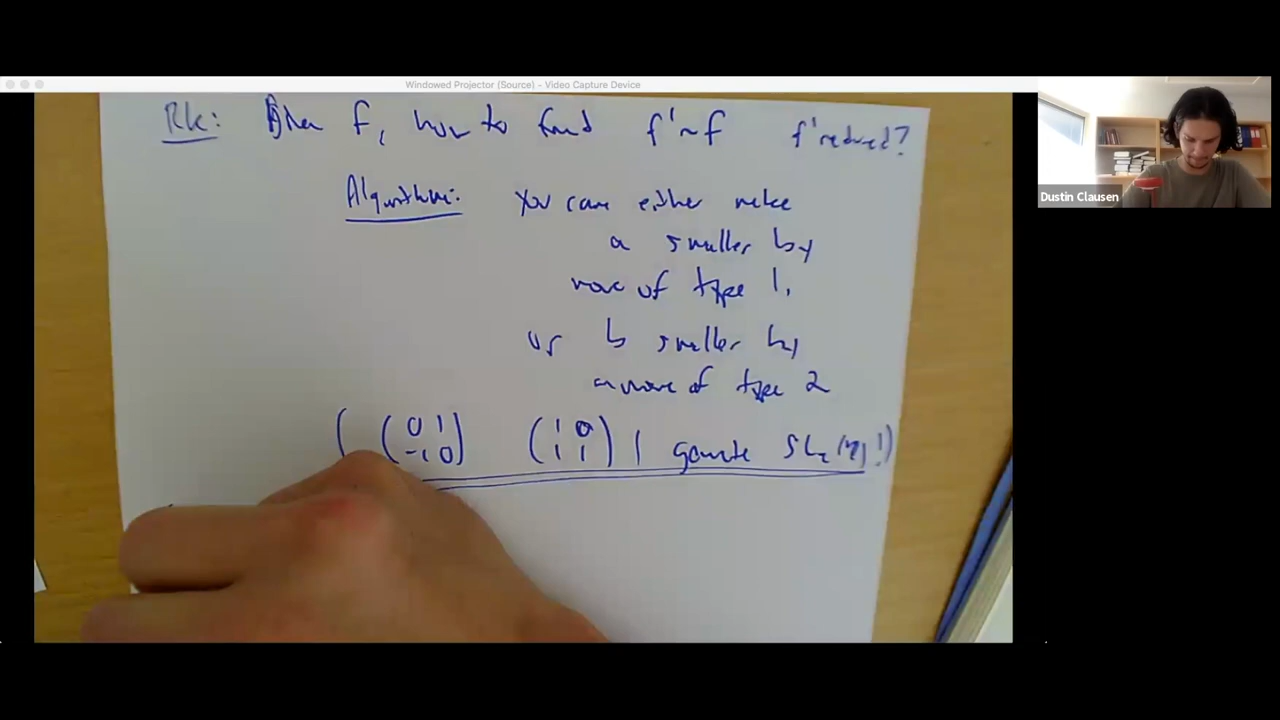 Windowed Projector (Source) - Video Capture Device
Rk: Given f, how to find f'~f f' reduced?
Algorithm: You can either make
a smaller by
move of type 1,
or b smaller by
a move of type 2
( (0 1 (1 0
-1 0) 1 1) generate SL₂(ℤ)!)
Dustin Clausen